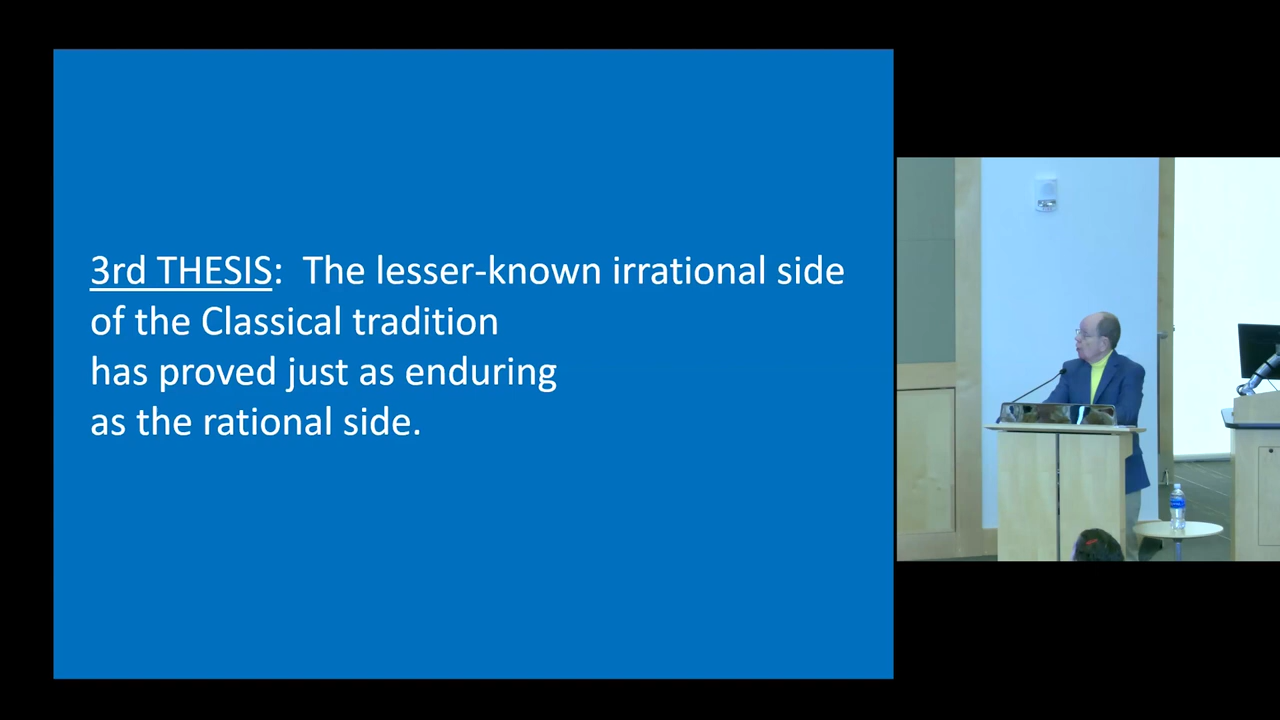 3rd THESIS:  The lesser-known irrational side
of the Classical tradition
has proved just as enduring
as the rational side.